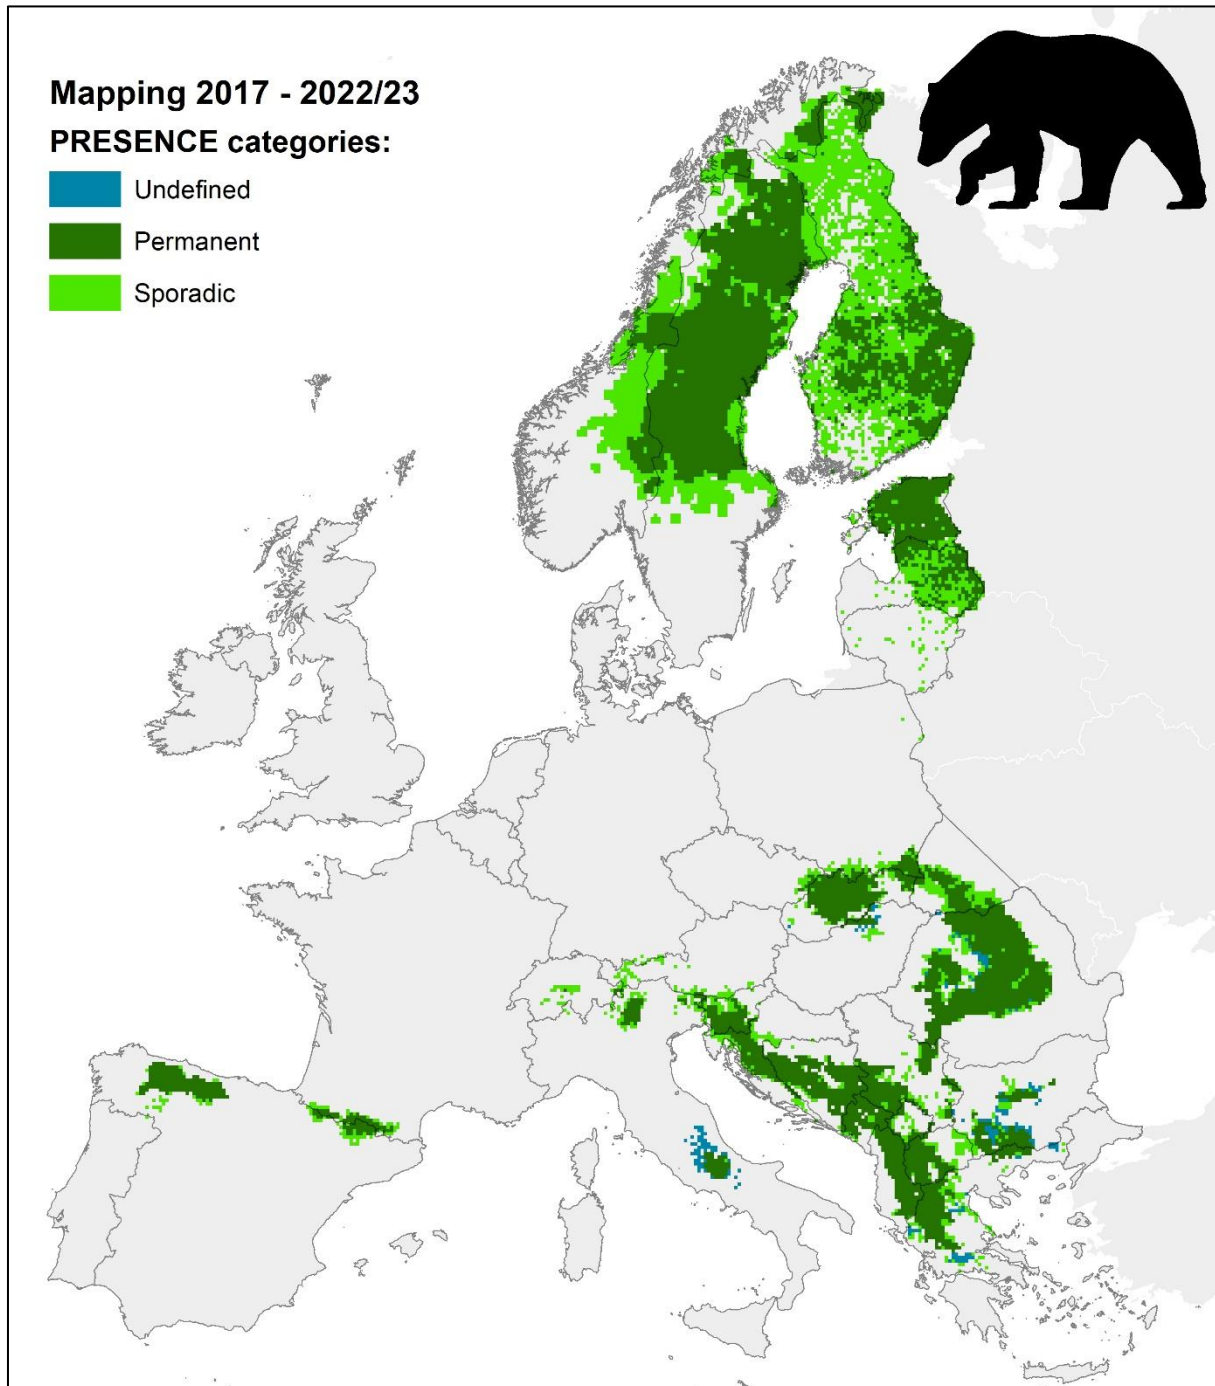 Mapping 2017 - 2022/23
PRESENCE categories:
Undefined
Permanent
Sporadic